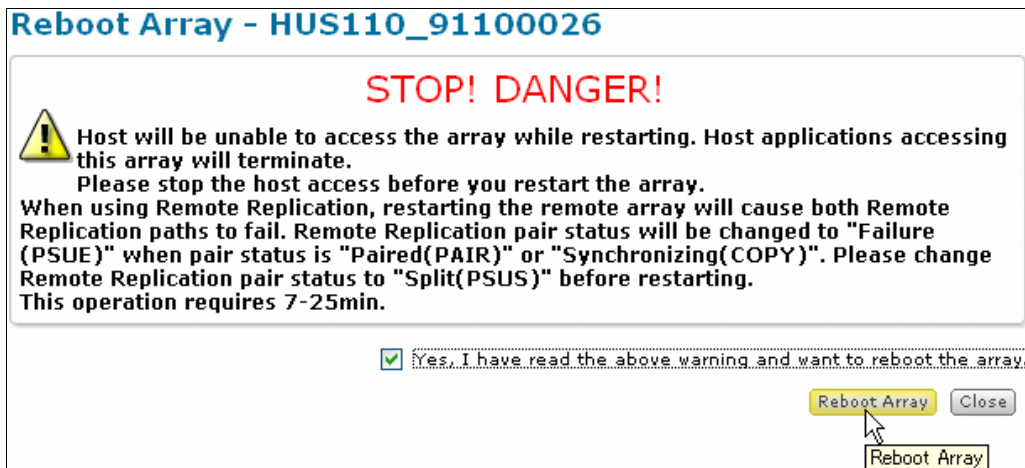 Reboot Array - HUS110_91100026
STOP! DANGER!
Host will be unable to access the array while restarting. Host applications accessing
this array will terminate.
Please stop the host access before you restart the array.
When using Remote Replication, restarting the remote array will cause both Remote
Replication paths to fail. Remote Replication pair status will be changed to "Failure
(PSUE)" when pair status is "Paired(PAIR)" or "Synchronizing(COPY)". Please change
Remote Replication pair status to "Split(PSUS)" before restarting.
This operation requires 7-25min.
Yes, I have read the above warning and want to reboot the array.
Reboot Array Close
Reboot Array